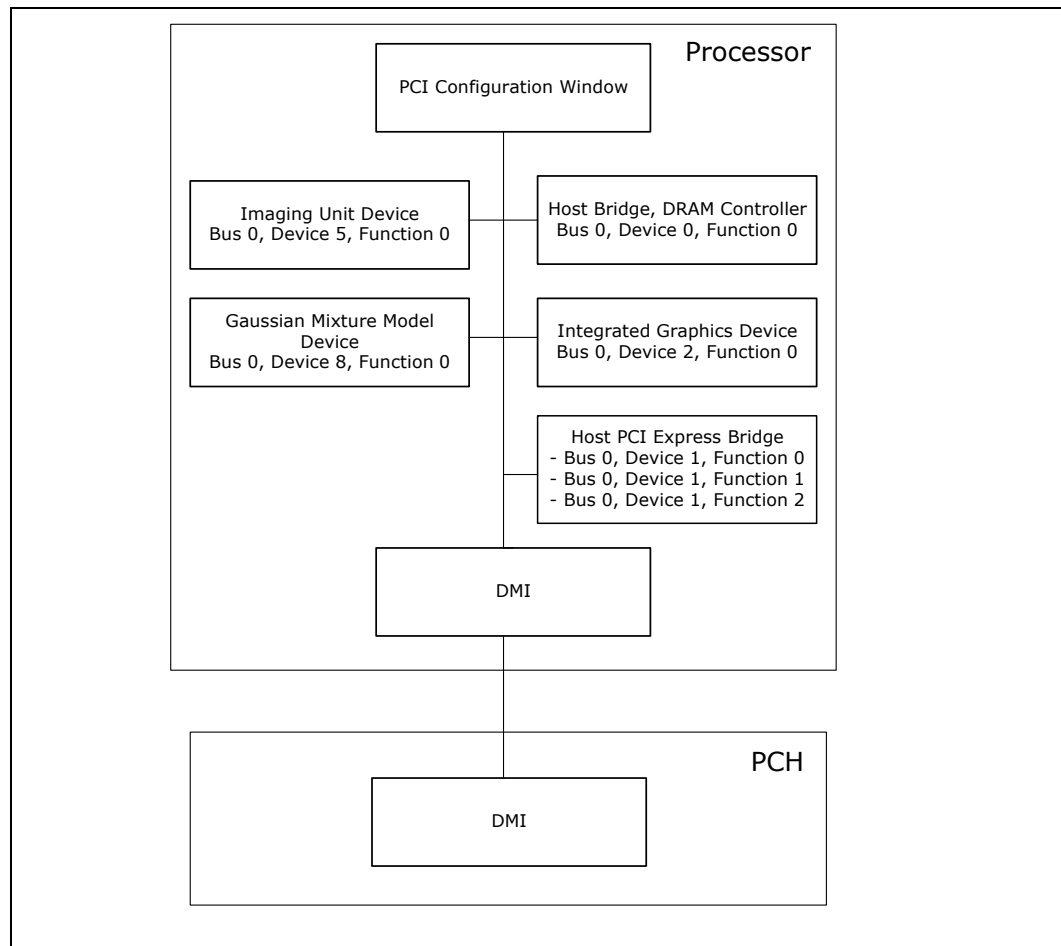 Processor
PCI Configuration Window
Imaging Unit Device
Bus 0, Device 5, Function 0
Host Bridge, DRAM Controller
Bus 0, Device 0, Function 0
Gaussian Mixture Model
Device
Bus 0, Device 8, Function 0
Integrated Graphics Device
Bus 0, Device 2, Function 0
Host PCI Express Bridge
- Bus 0, Device 1, Function 0
- Bus 0, Device 1, Function 1
- Bus 0, Device 1, Function 2
DMI
PCH
DMI